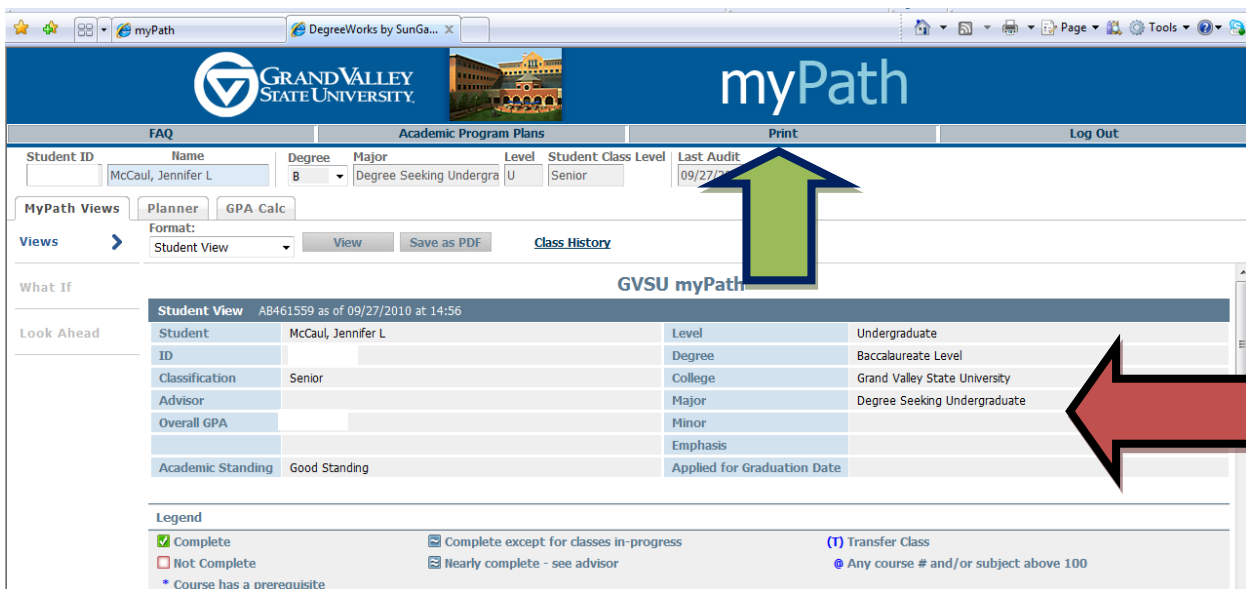 myPath DegreeWorks by SunGa... X Page Tools
GRAND VALLEY
STATE UNIVERSITY
myPath
FAQ Academic Program Plans Print Log Out
Student ID Name Degree Major Level Student Class Level Last Audit
McCaul, Jennifer L B Degree Seeking Undergra U Senior
MyPath Views Planner GPA Calc
Format:
Views Student View View Save as PDF Class History
What If
GVSU myPath
Student View AB461559 as of 09/27/2010 at 14:56
Look Ahead
Student McCaul, Jennifer L Level Undergraduate
ID Degree Baccalaureate Level
Classification Senior College Grand Valley State University
Advisor Major Degree Seeking Undergraduate
Overall GPA Minor
Emphasis
Academic Standing Good Standing Applied for Graduation Date
Legend
Complete Complete except for classes in-progress (T) Transfer Class
Not Complete Nearly complete - see advisor @ Any course # and/or subject above 100
* Course has a prerequisite